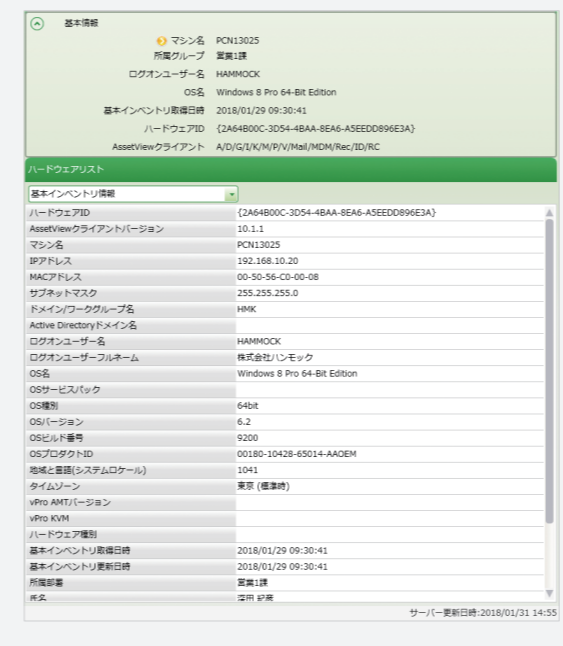 基本情報
マシン名 PCN13025
所属グループ 営業1課
ログオンユーザー名 HAMMOCK
OS名 Windows 8 Pro 64-Bit Edition
基本インベントリ取得日時 2018/01/29 09:30:41
ハードウェアID {2A64B00C-3D54-4BAA-8EA6-A5EEDD896E3A}
AssetViewクライアント A/D/G/I/K/M/P/V/Mail/MDM/Rec/ID/RC
ハードウェアリスト
基本インベントリ情報
ハードウェアID {2A64B00C-3D54-4BAA-8EA6-A5EEDD896E3A}
AssetViewクライアントバージョン 10.1.1
マシン名 PCN13025
IPアドレス 192.168.10.20
MACアドレス 00-50-56-C0-00-08
サブネットマスク 255.255.255.0
ドメイン/ワークグループ名 HMK
Active Directoryドメイン名
ログオンユーザー名 HAMMOCK
ログオンユーザーフルネーム 株式会社ハンモック
OS名 Windows 8 Pro 64-Bit Edition
OSサービスパック
OS種別 64bit
OSバージョン 6.2
OSビルド番号 9200
OSプロダクトID 00180-10428-65014-AAOEM
地域と言語(システムロケール) 1041
タイムゾーン 東京 (標準時)
vPro AMTバージョン
vPro KVM
ハードウェア種別
基本インベントリ取得日時 2018/01/29 09:30:41
基本インベントリ更新日時 2018/01/29 09:30:41
所属部署 営業1課
氏名
サーバー更新日時:2018/01/31 14:55